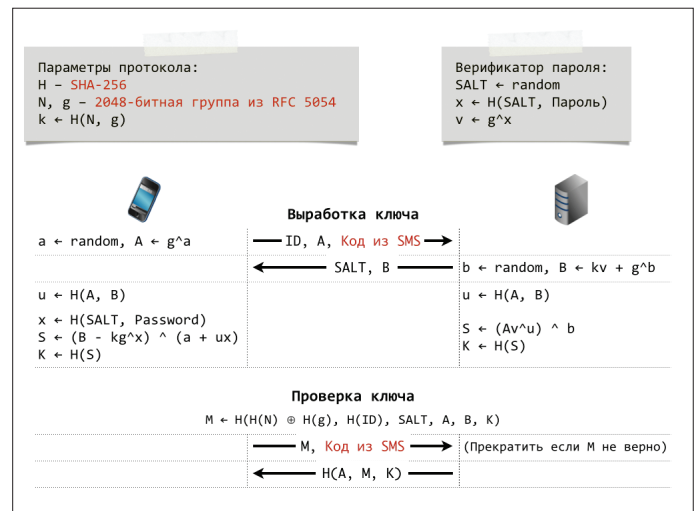 Параметры протокола:
H – SHA-256
N, g – 2048-битная группа из RFC 5054
k ← H(N, g)
Верификатор пароля:
SALT ← random
x ← H(SALT, Пароль)
v ← g^x
Выработка ключа
a ← random, A ← g^a
ID, A, Код из SMS
SALT, B
b ← random, B ← kv + g^b
u ← H(A, B)
x ← H(SALT, Password)
S ← (B - kg^x) ^ (a + ux)
K ← H(S)
u ← H(A, B)
S ← (Av^u) ^ b
K ← H(S)
Проверка ключа
M ← H(H(N) ⊕ H(g), H(ID), SALT, A, B, K)
M, Код из SMS
(Прекратить если M не верно)
H(A, M, K)